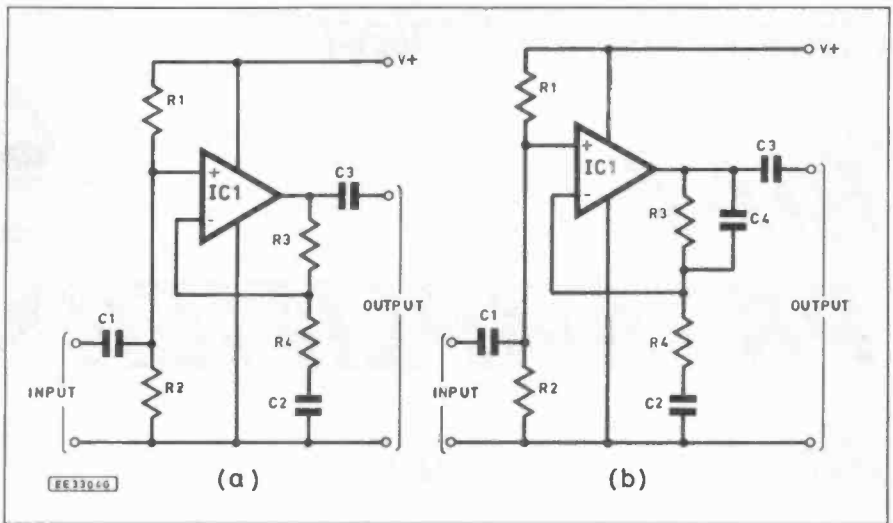 R1
V+
+
IC1
-
C3
R3
C1
R4
OUTPUT
INPUT
R2
C2
(a)
EE3304G
R1
V+
+
IC1
-
C3
R3
C4
C1
R4
OUTPUT
INPUT
R2
C2
(b)